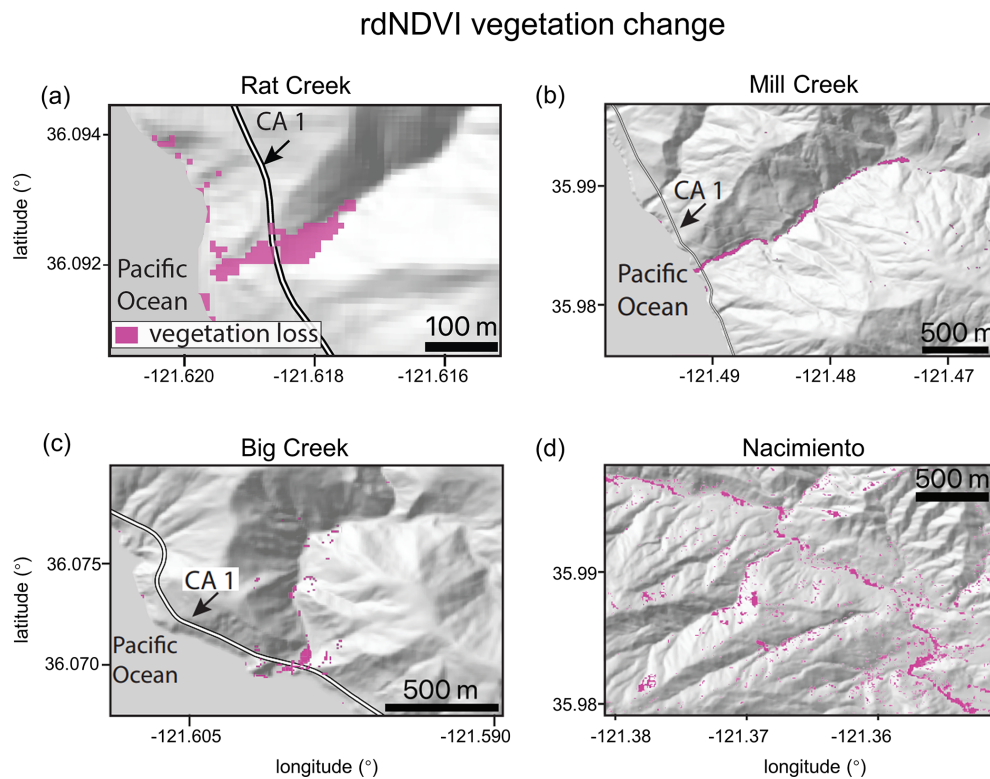 rdNDVI vegetation change
(a)
Rat Creek
36.094
36.092
latitude (°)
CA 1
Pacific
Ocean
vegetation loss
100 m
-121.620
-121.618
-121.616
(b)
Mill Creek
35.99
35.98
CA 1
Pacific
Ocean
500 m
-121.49
-121.48
-121.47
(c)
Big Creek
36.075
36.070
latitude (°)
CA 1
Pacific
Ocean
500 m
-121.605
-121.590
longitude (°)
(d)
Nacimiento
500 m
35.99
35.98
-121.38
-121.37
-121.36
longitude (°)